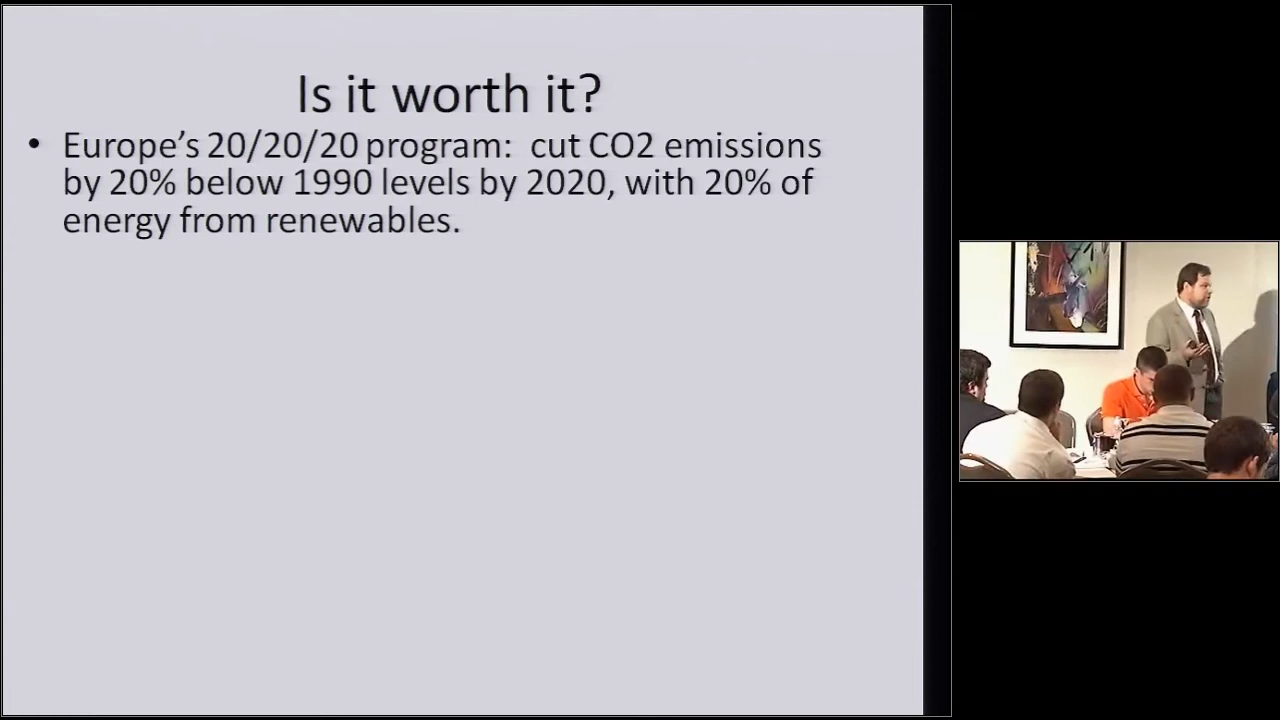 Is it worth it?
• Europe's 20/20/20 program:  cut CO2 emissions
by 20% below 1990 levels by 2020, with 20% of
energy from renewables.